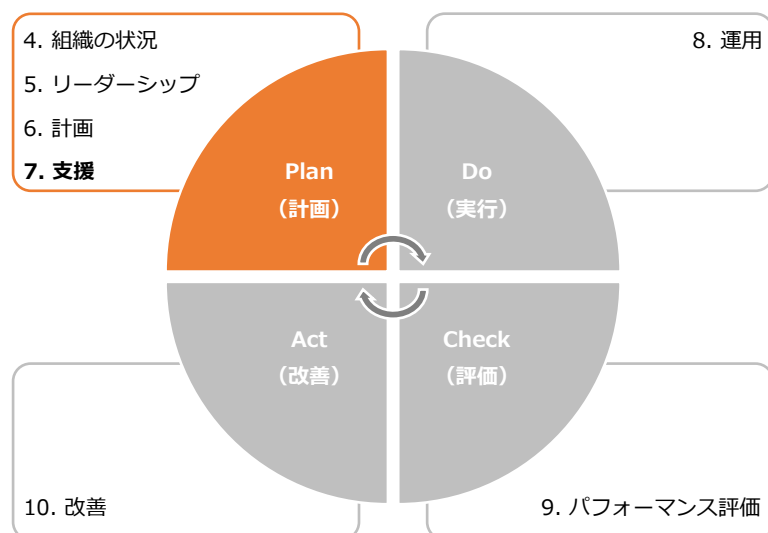 4. 組織の状況
5. リーダーシップ
6. 計画
7. 支援
8. 運用
Plan
（計画）
Do
（実行）
Act
（改善）
Check
（評価）
10. 改善
9. パフォーマンス評価